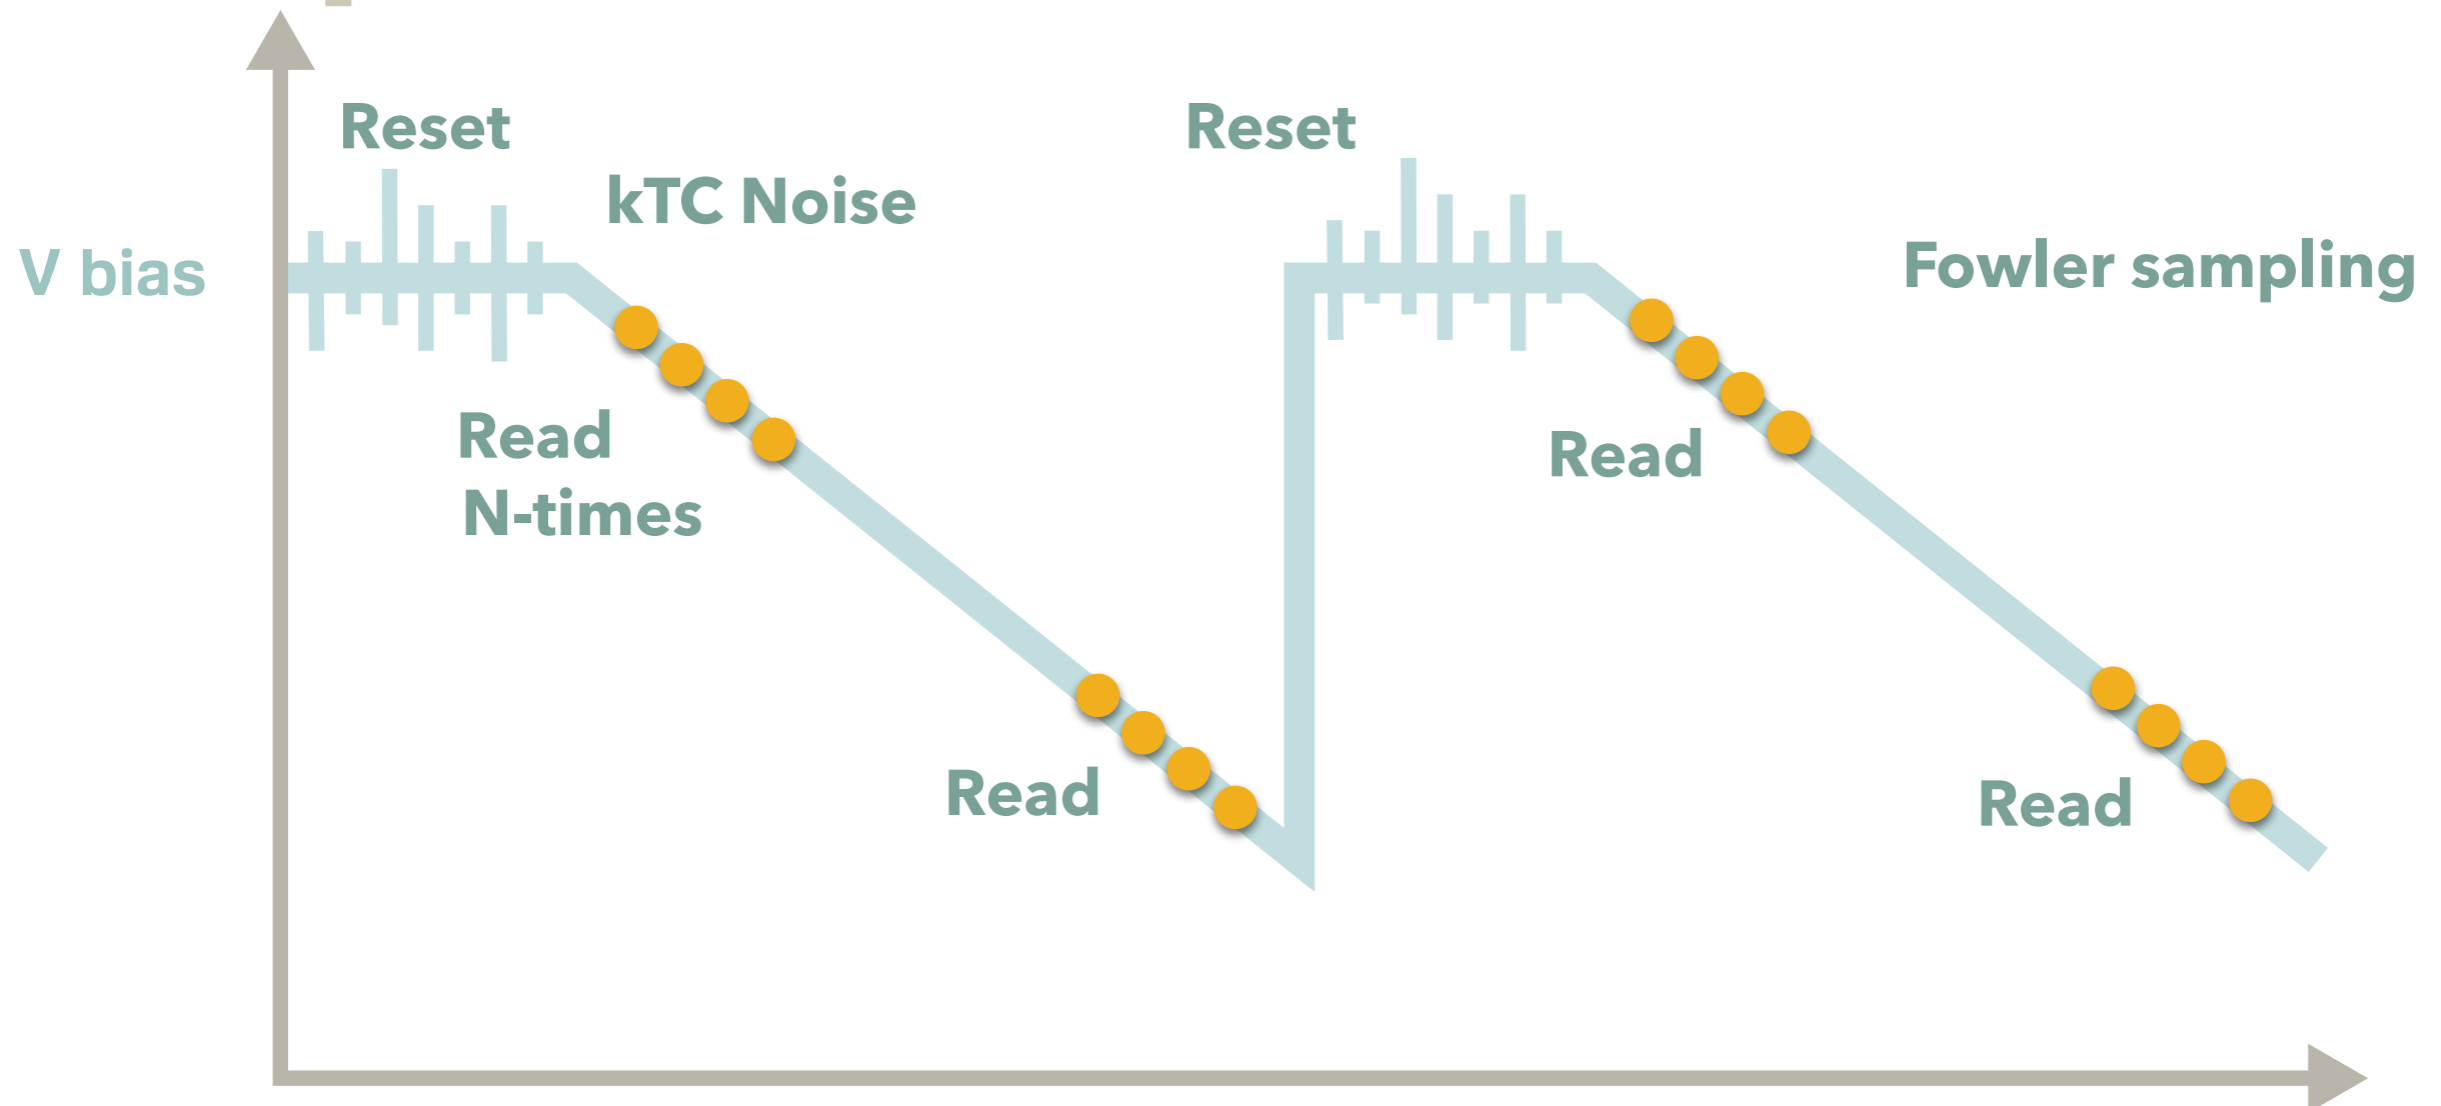 Reset
Reset
kTC Noise
V bias
Fowler sampling
Read
N-times
Read
Read
Read